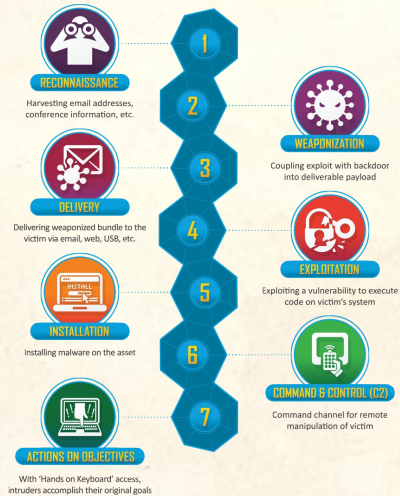 1
RECONNAISSANCE
Harvesting email addresses,
conference information, etc.
2
WEAPONIZATION
Coupling exploit with backdoor
into deliverable payload
3
DELIVERY
Delivering weaponized bundle to the
victim via email, web, USB, etc.
4
EXPLOITATION
Exploiting a vulnerability to execute
code on victim's system
5
INSTALL
INSTALLATION
Installing malware on the asset
6
COMMAND & CONTROL (C2)
Command channel for remote
manipulation of victim
7
ACTIONS ON OBJECTIVES
With 'Hands on Keyboard' access,
intruders accomplish their original goals